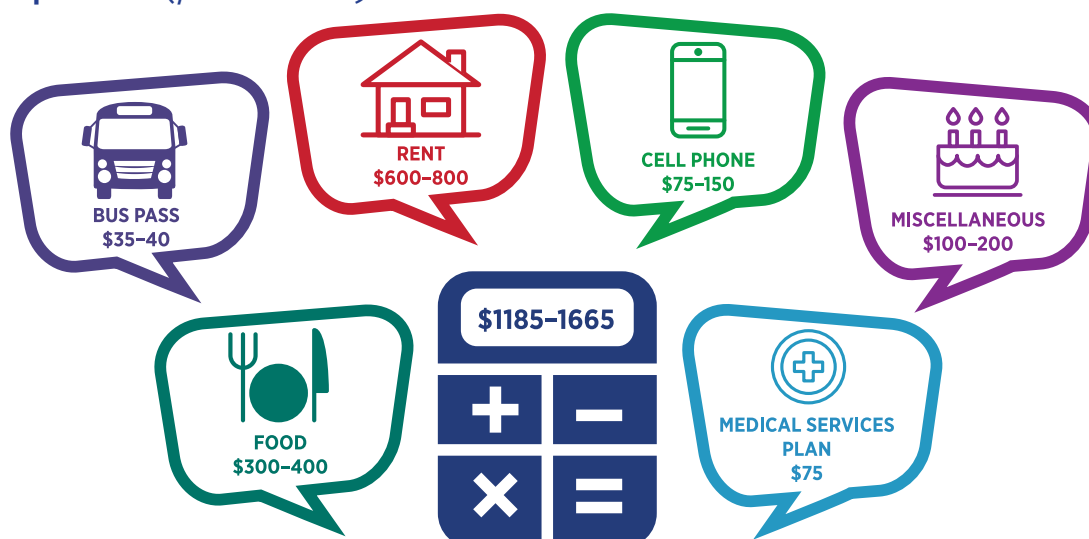 RENT
$600–800
CELL PHONE
$75–150
BUS PASS
$35–40
MISCELLANEOUS
$100–200
$1185–1665
FOOD
$300–400
MEDICAL SERVICES
PLAN
$75
+
−
×
=